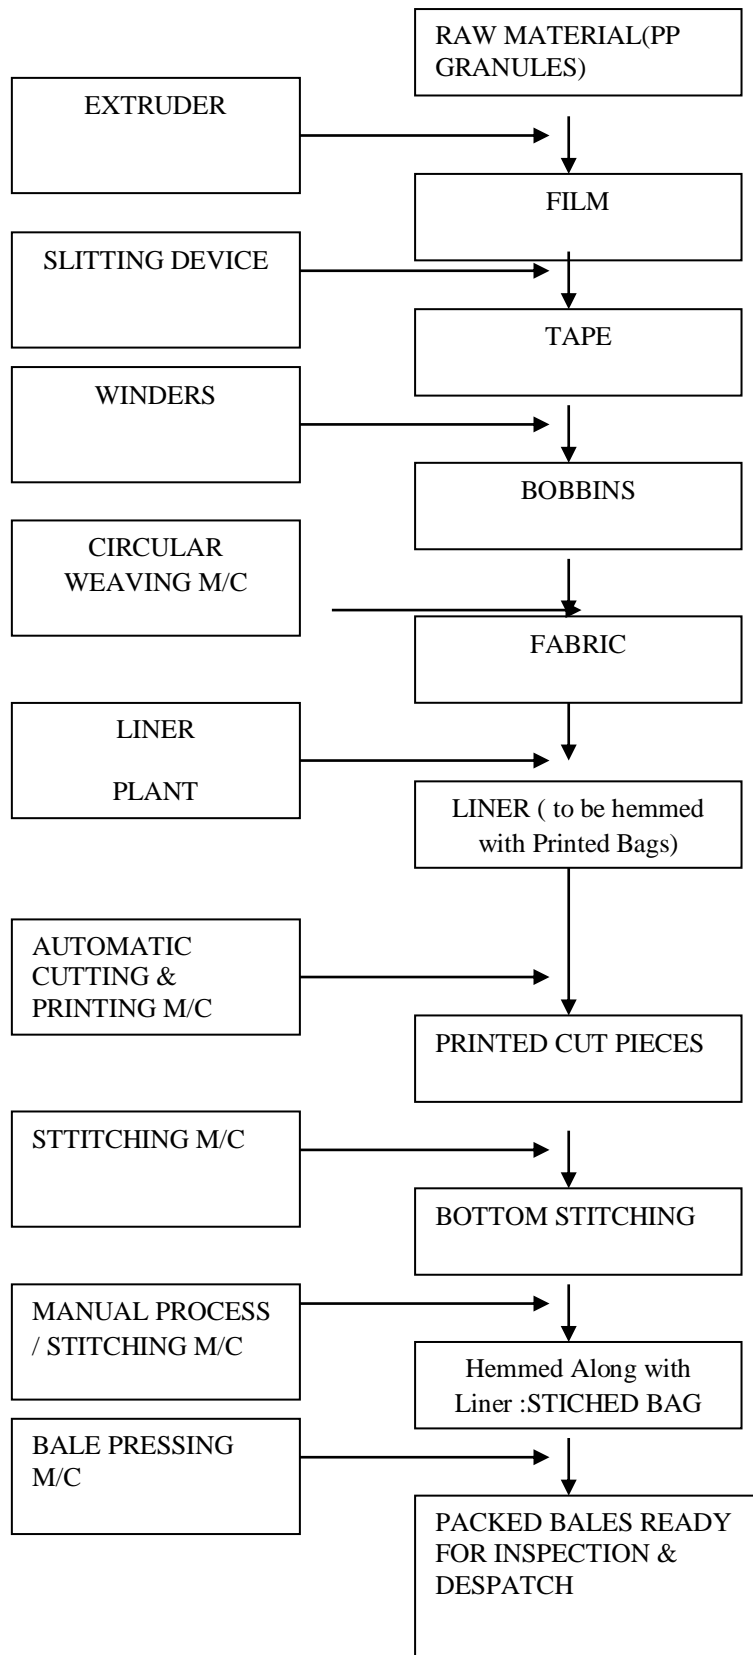 RAW MATERIAL(PP
GRANULES)
EXTRUDER
FILM
SLITTING DEVICE
TAPE
WINDERS
BOBBINS
CIRCULAR
WEAVING M/C
FABRIC
LINER
PLANT
LINER ( to be hemmed
with Printed Bags)
AUTOMATIC
CUTTING &
PRINTING M/C
PRINTED CUT PIECES
STTITCHING M/C
BOTTOM STITCHING
MANUAL PROCESS
/ STITCHING M/C
Hemmed Along with
Liner :STICHED BAG
BALE PRESSING
M/C
PACKED BALES READY
FOR INSPECTION &
DESPATCH